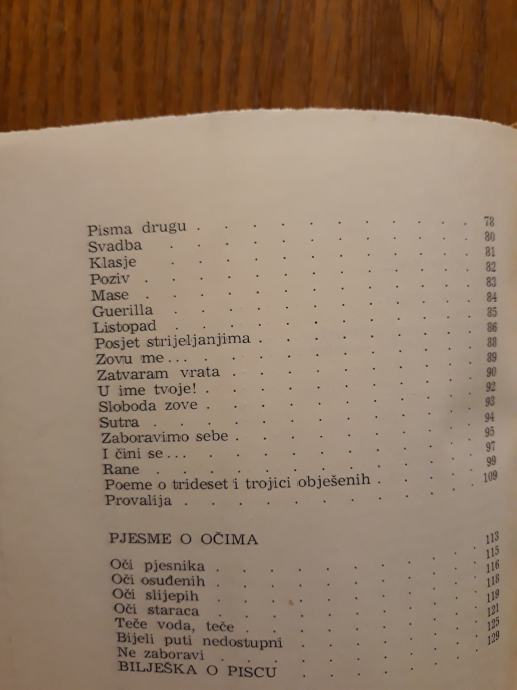 Pisma drugu . . . . . . . . . . 78
Svadba . . . . . . . . . . 80
Klasje . . . . . . . . . . 81
Poziv . . . . . . . . . . 82
Mase . . . . . . . . . . 83
Guerilla . . . . . . . . . . 84
Listopad . . . . . . . . . . 85
Posjet strijeljanjima . . . . . . . . 86
Zovu me . . . . . . . . . . 88
Zatvaram vrata . . . . . . . . . 89
U ime tvoje! . . . . . . . . . 90
Sloboda zove . . . . . . . . . 92
Sutra . . . . . . . . . . 93
Zaboravimo sebe . . . . . . . . . 94
I čini se . . . . . . . . . . 95
Rane . . . . . . . . . . 97
Poeme o trideset i trojici obješenih . . . . 99
Provalija . . . . . . . . . . 109
PJESME O OČIMA
Oči pjesnika . . . . . . . . . 113
Oči osuđenih . . . . . . . . . 115
Oči slijepih . . . . . . . . . 116
Oči staraca . . . . . . . . . 118
Teče voda, teče . . . . . . . . 119
Bijeli puti nedostupni . . . . . . . 121
Ne zaboravi . . . . . . . . . 125
BILJEŠKA O PISCU . . . . . . . 129